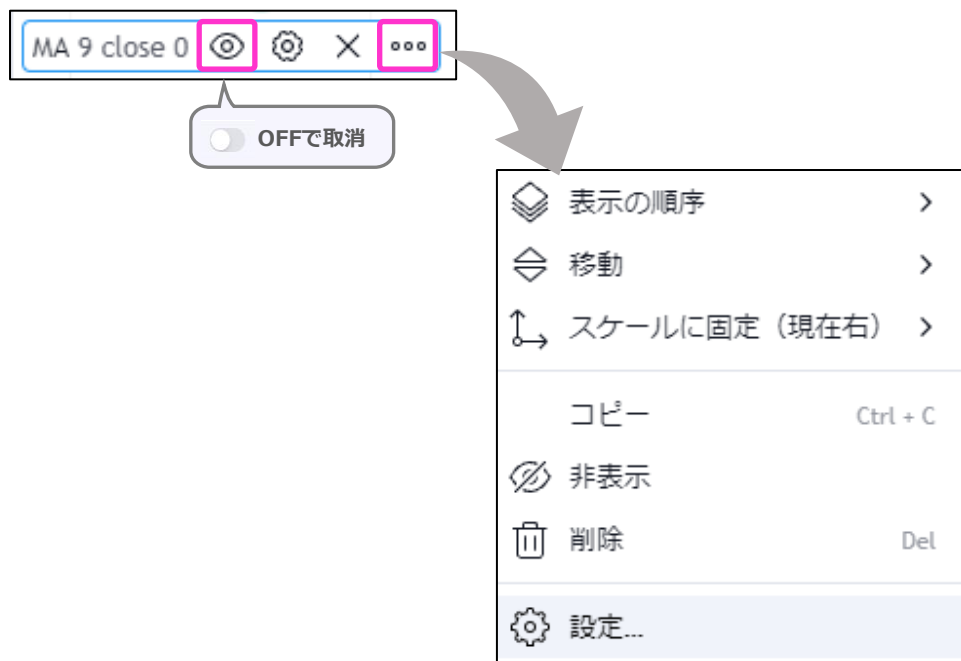 MA 9 close 0
OFFで取消
表示の順序
移動
スケールに固定（現在右）
コピー Ctrl + C
非表示
削除 Del
設定...